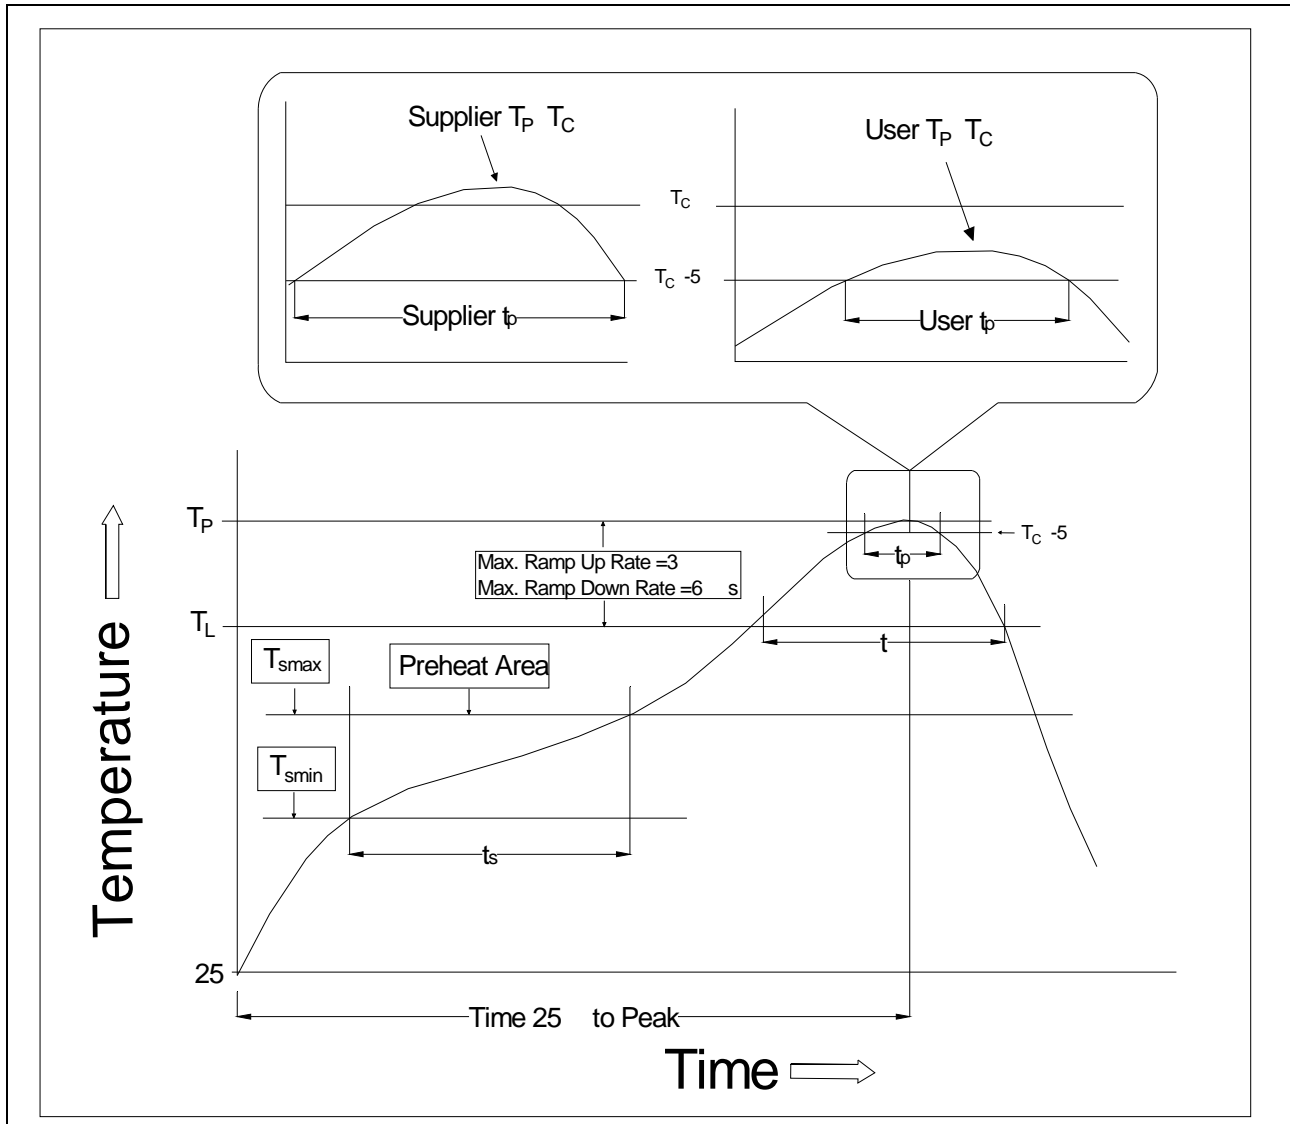 Supplier T_P T_C
User T_P T_C
T_C
T_C -5
Supplier t_p
User t_p
T_P
T_C -5
Max. Ramp Up Rate =3
Max. Ramp Down Rate =6 s
t_p
T_L
T_smax
Preheat Area
t
T_smin
t_s
Temperature
25
Time 25 to Peak
Time